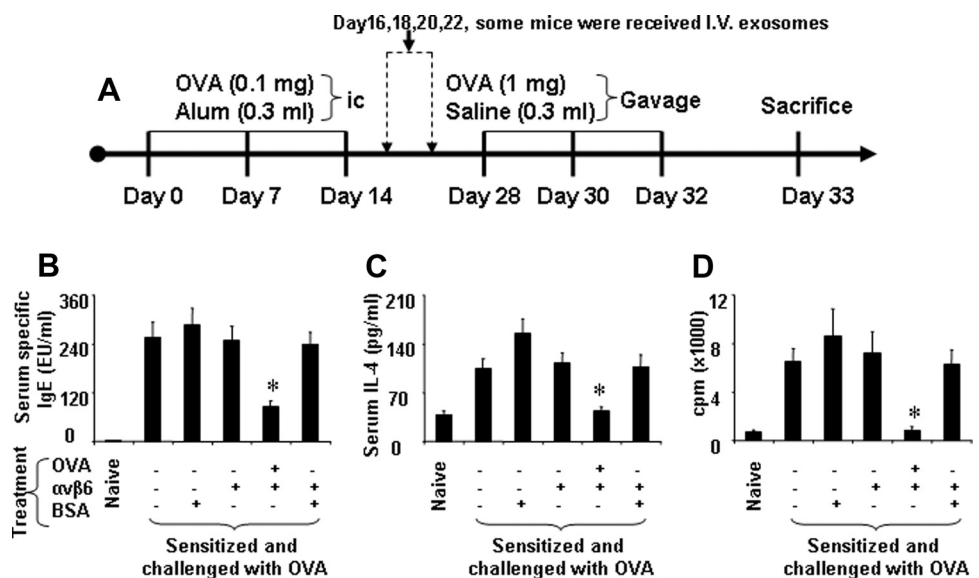 Day16,18,20,22, some mice were received I.V. exosomes
A
OVA (0.1 mg)
Alum (0.3 ml)
ic
OVA (1 mg)
Saline (0.3 ml)
Gavage
Sacrifice
Day 0
Day 7
Day 14
Day 28
Day 30
Day 32
Day 33
B
Serum specific
IgE (EU/ml)
360
240
120
0
C
Serum IL-4 (pg/ml)
210
140
70
0
D
cpm (x1000)
12
8
4
0
*
*
*
Treatment
OVA
αvβ6
BSA
Naive
- - - + -
- - + + +
- + - - +
Sensitized and
challenged with OVA
Naive
- - - + -
- - + + +
- + - - +
Sensitized and
challenged with OVA
Naive
- - - + -
- - + + +
- + - - +
Sensitized and
challenged with OVA